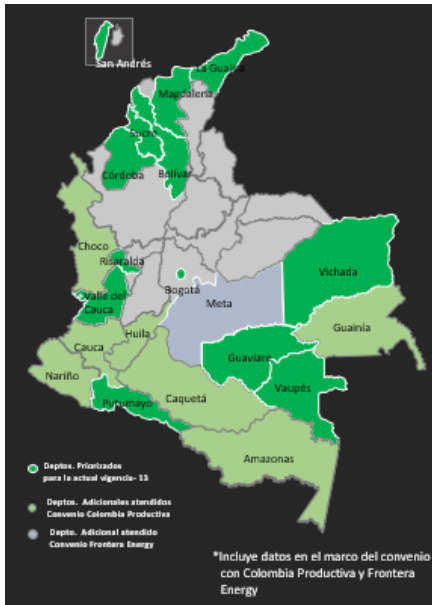 San Andrés
La Guajira
Magdalena
Sucre
Córdoba
Bolívar
Choco
Risaralda
Vichada
Bogotá
Valle del
Cauca
Meta
Guainía
Huila
Cauca
Guaviare
Nariño
Vaupés
Caquetá
Putumayo
Amazonas
Deptos. Priorizados
para la actual vigencia- 13
Deptos. Adicionales atendidos
Convenio Colombia Productiva
Depto. Adicional atendido
Convenio Frontera Energy
*Incluye datos en el marco del convenio
con Colombia Productiva y Frontera
Energy